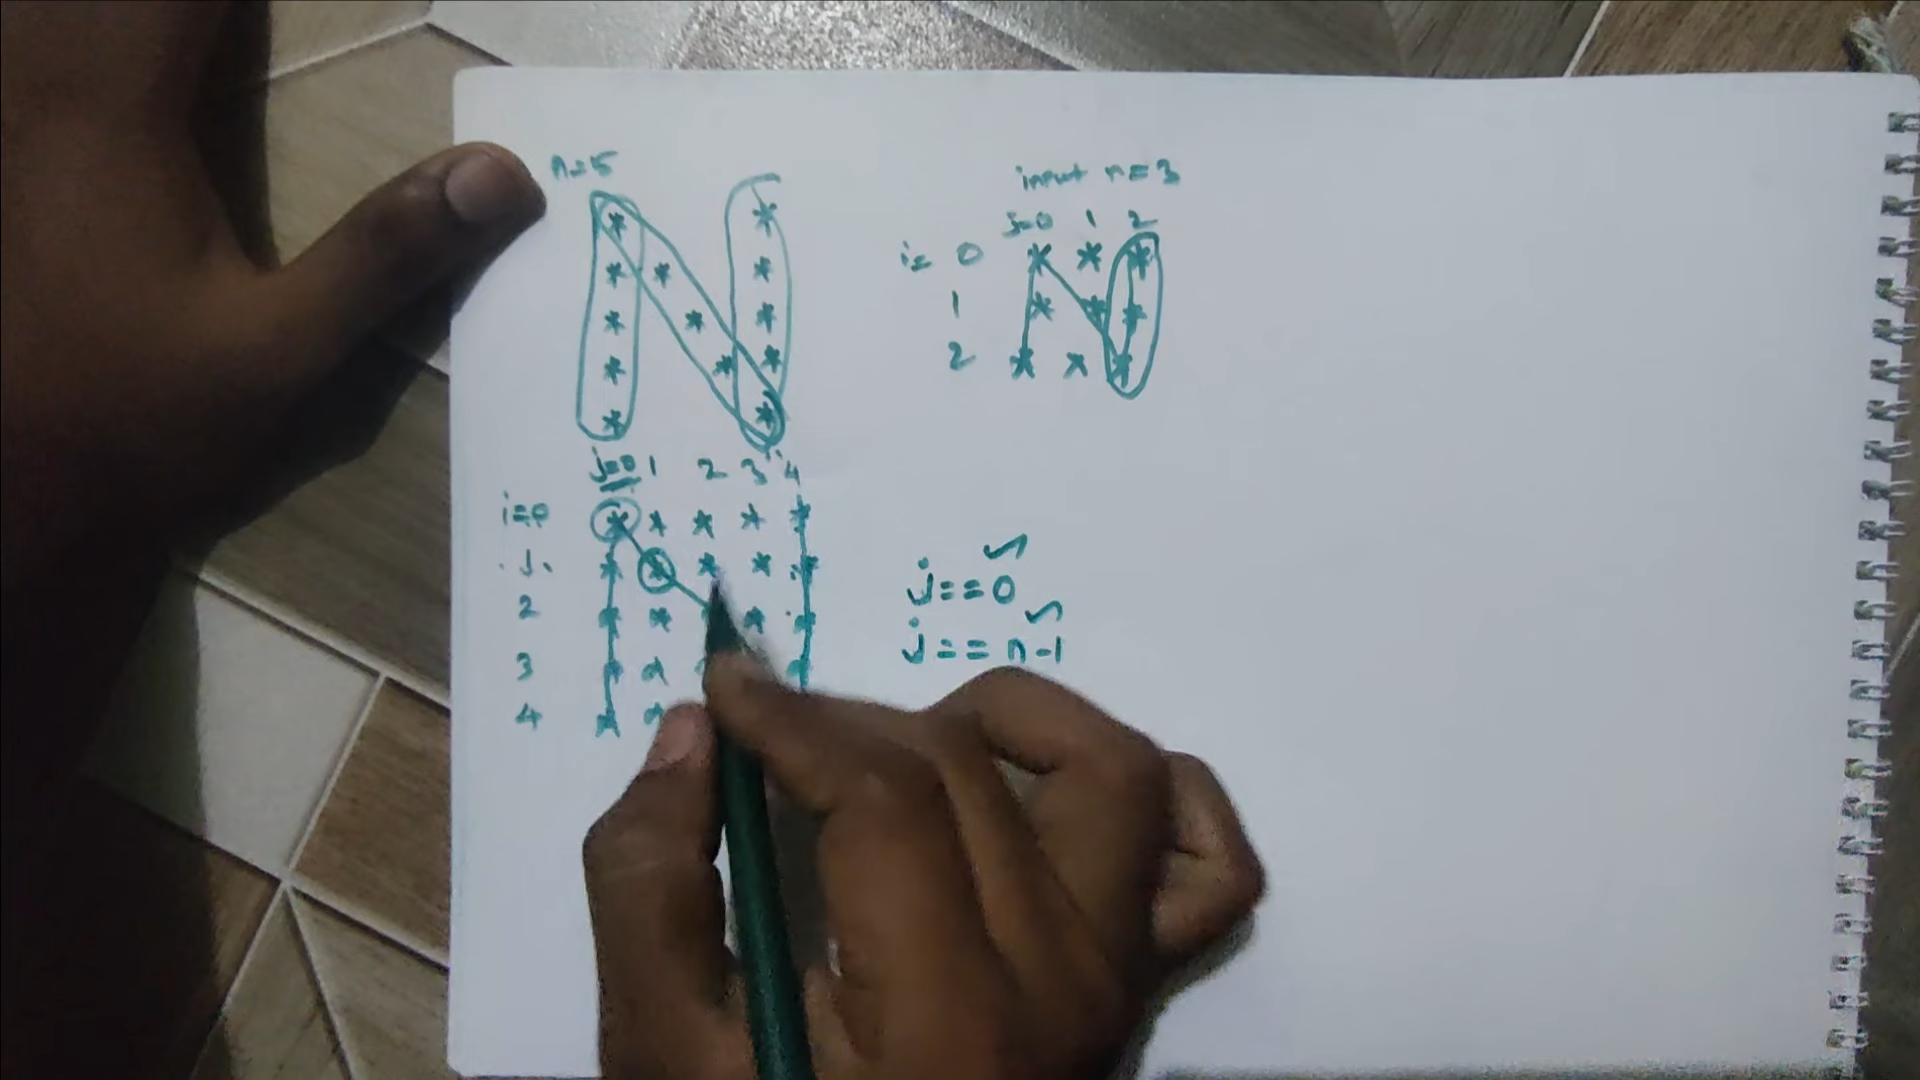 n=5
*       *
* *     *
*   *   *
*     * *
*       *
input n=3
j=0 1 2
i= 0 * * *
1 * * *
2 * * *
j=0 1 2 3 4
i=0 * * * * *
1 * * * * *
2 * * * *
3 * * *
4 * *
j==0
j==n-1